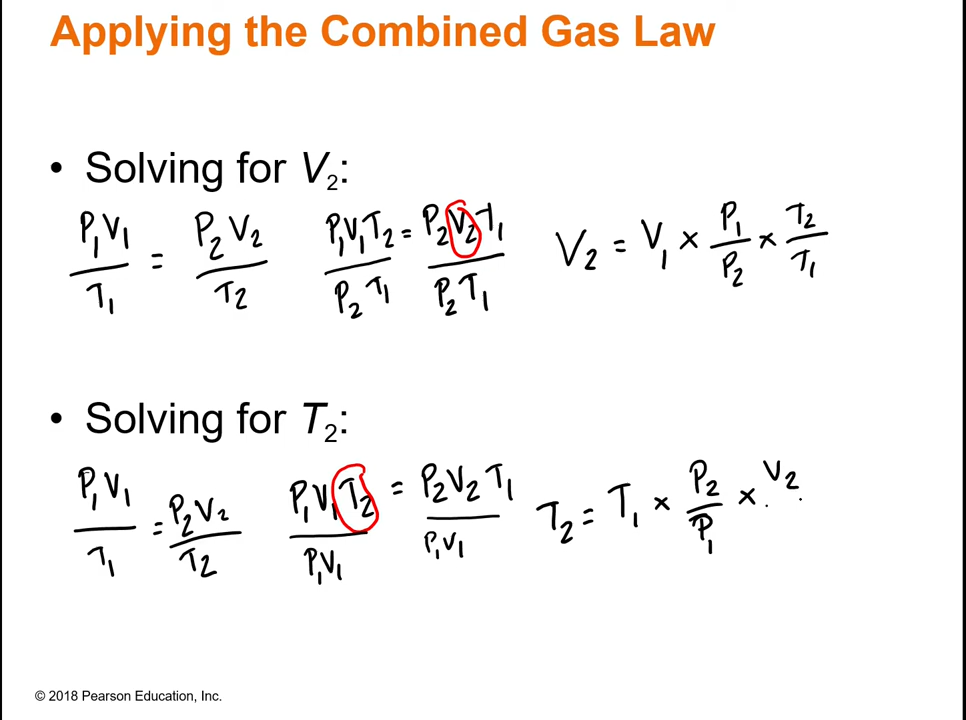 Applying the Combined Gas Law
• Solving for V₂:
P₁V₁/T₁ = P₂V₂/T₂ P₁V₁T₂/P₂T₁ = P₂V₂T₁/P₂T₁ V₂ = V₁ × P₁/P₂ × T₂/T₁
• Solving for T₂:
P₁V₁/T₁ = P₂V₂/T₂ P₁V₁T₂/P₁V₁ = P₂V₂T₁/P₁V₁ T₂ = T₁ × P₂/P₁ × V₂
© 2018 Pearson Education, Inc.